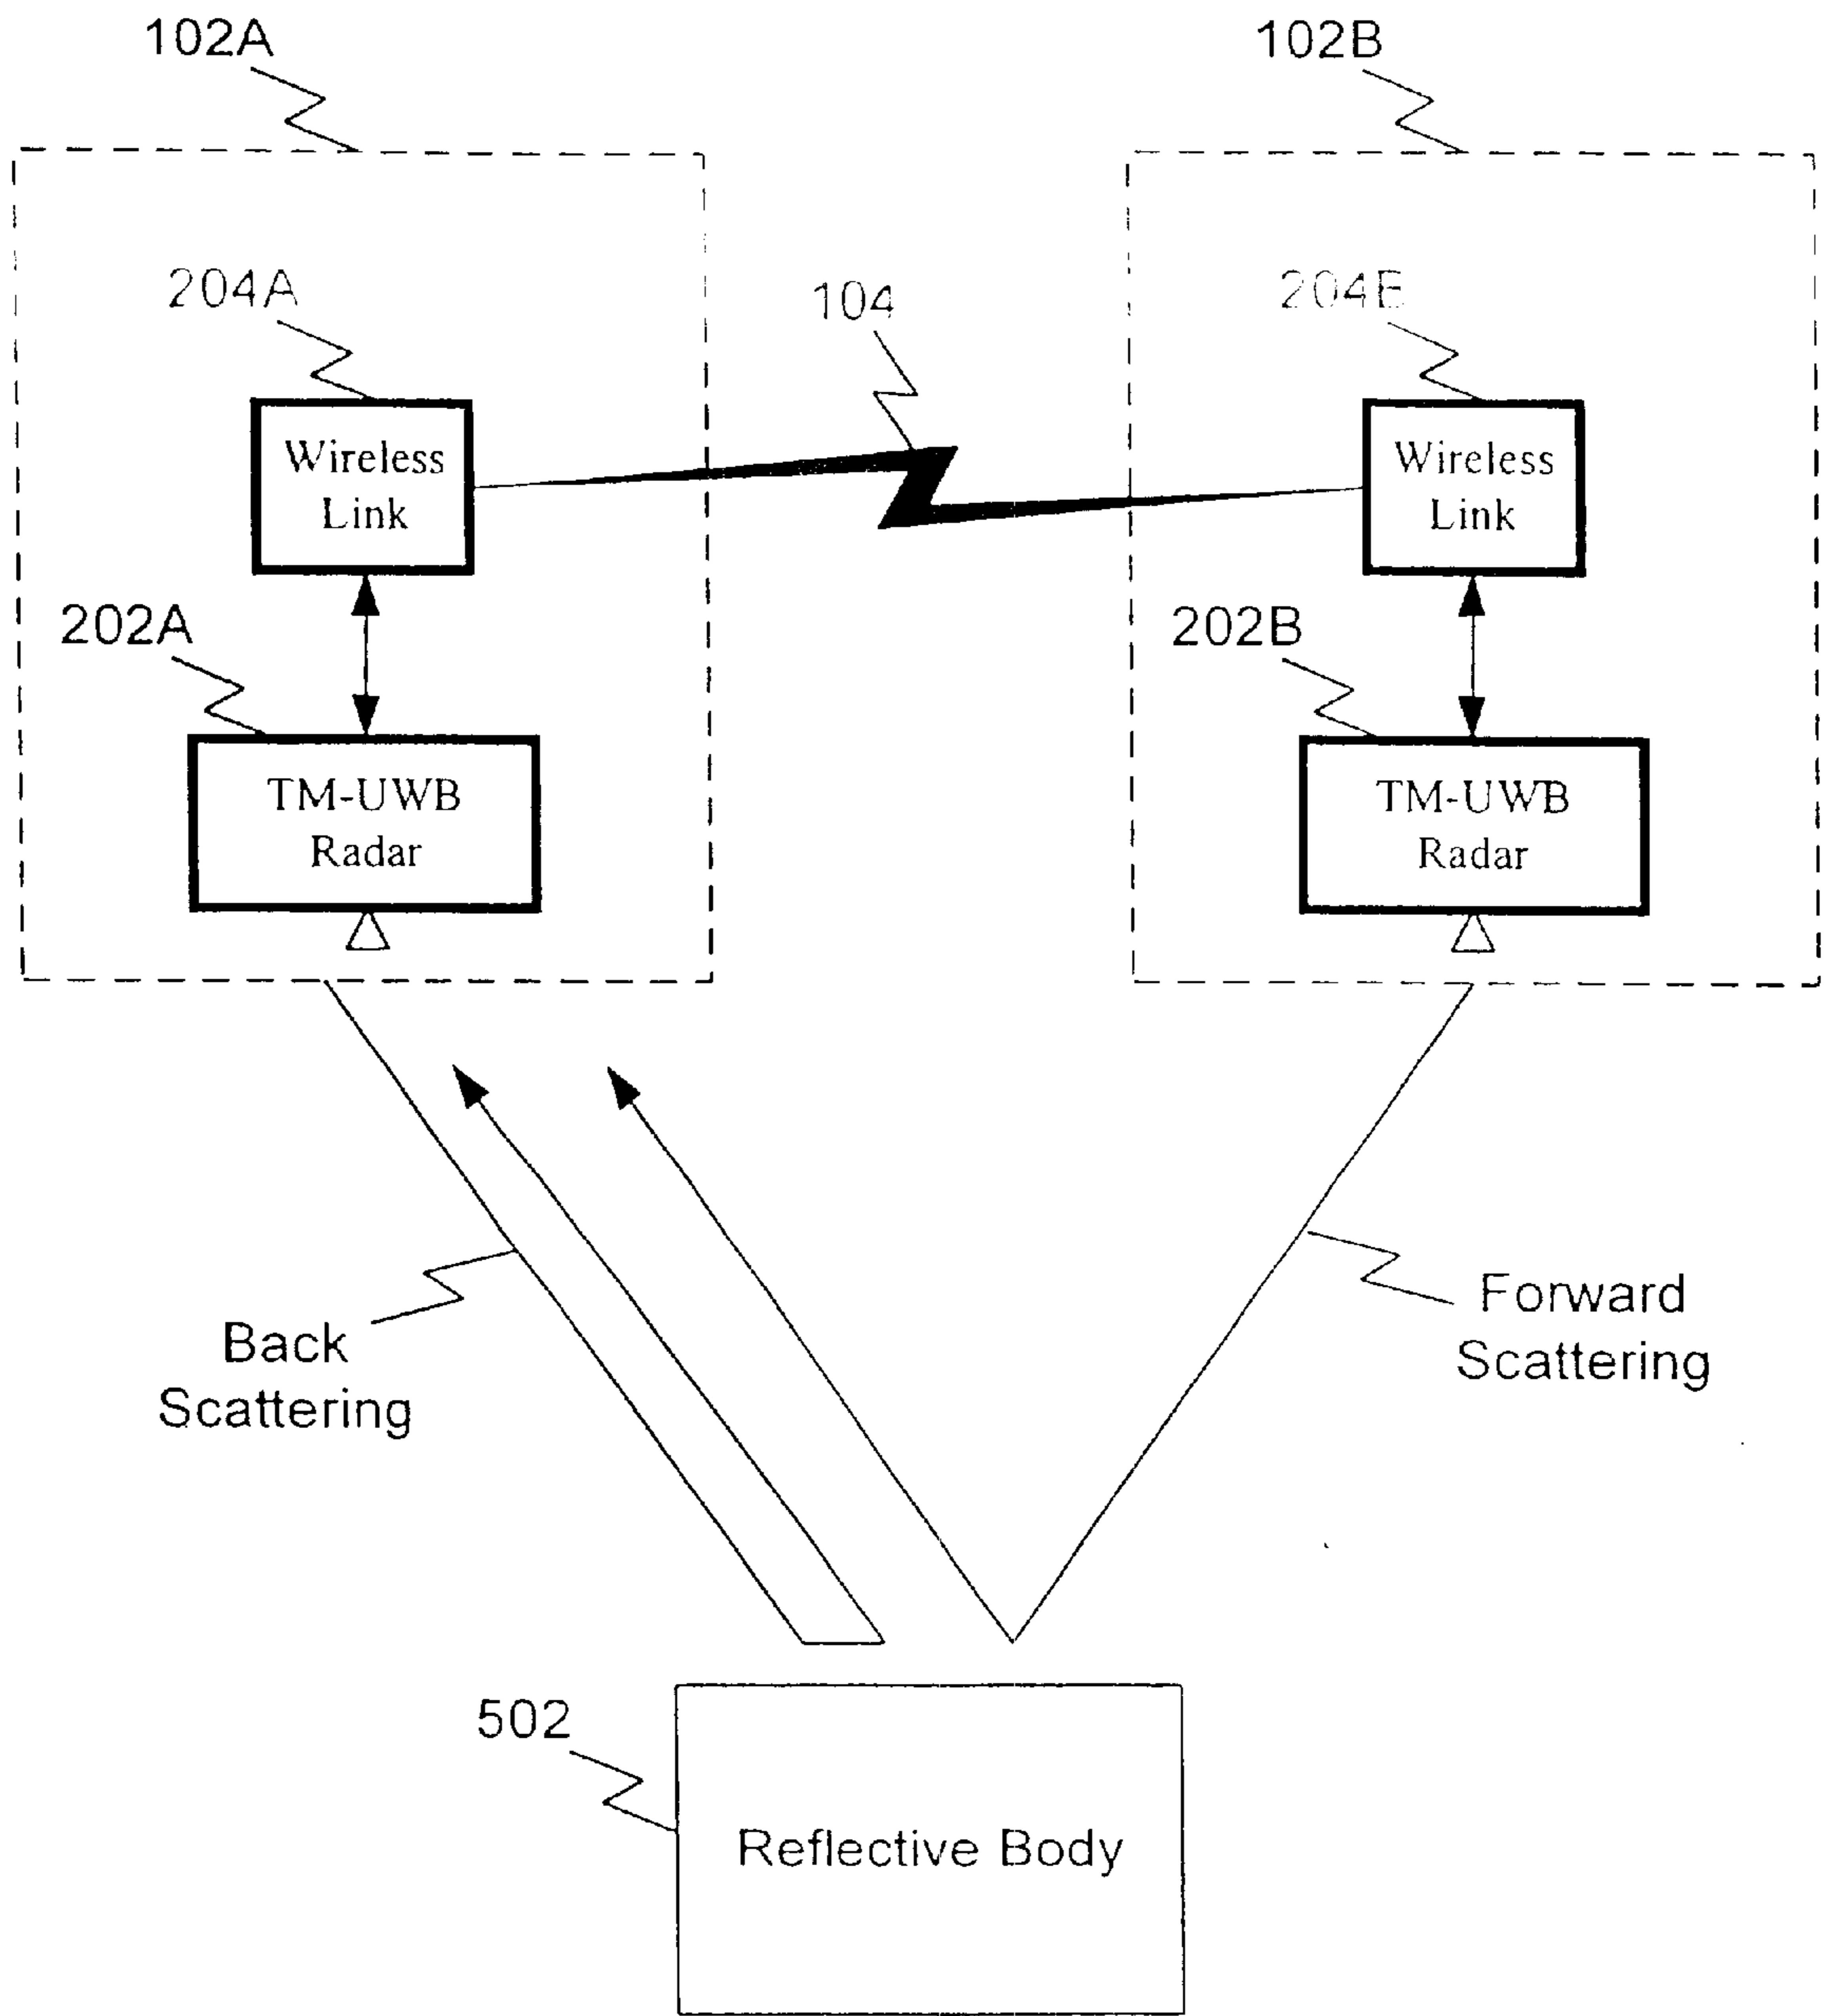 102A
102B
204A
104
204E
Wireless
Link
Wireless
Link
202A
202B
TM-UWB
Radar
TM-UWB
Radar
Back
Scattering
Forward
Scattering
502
Reflective Body